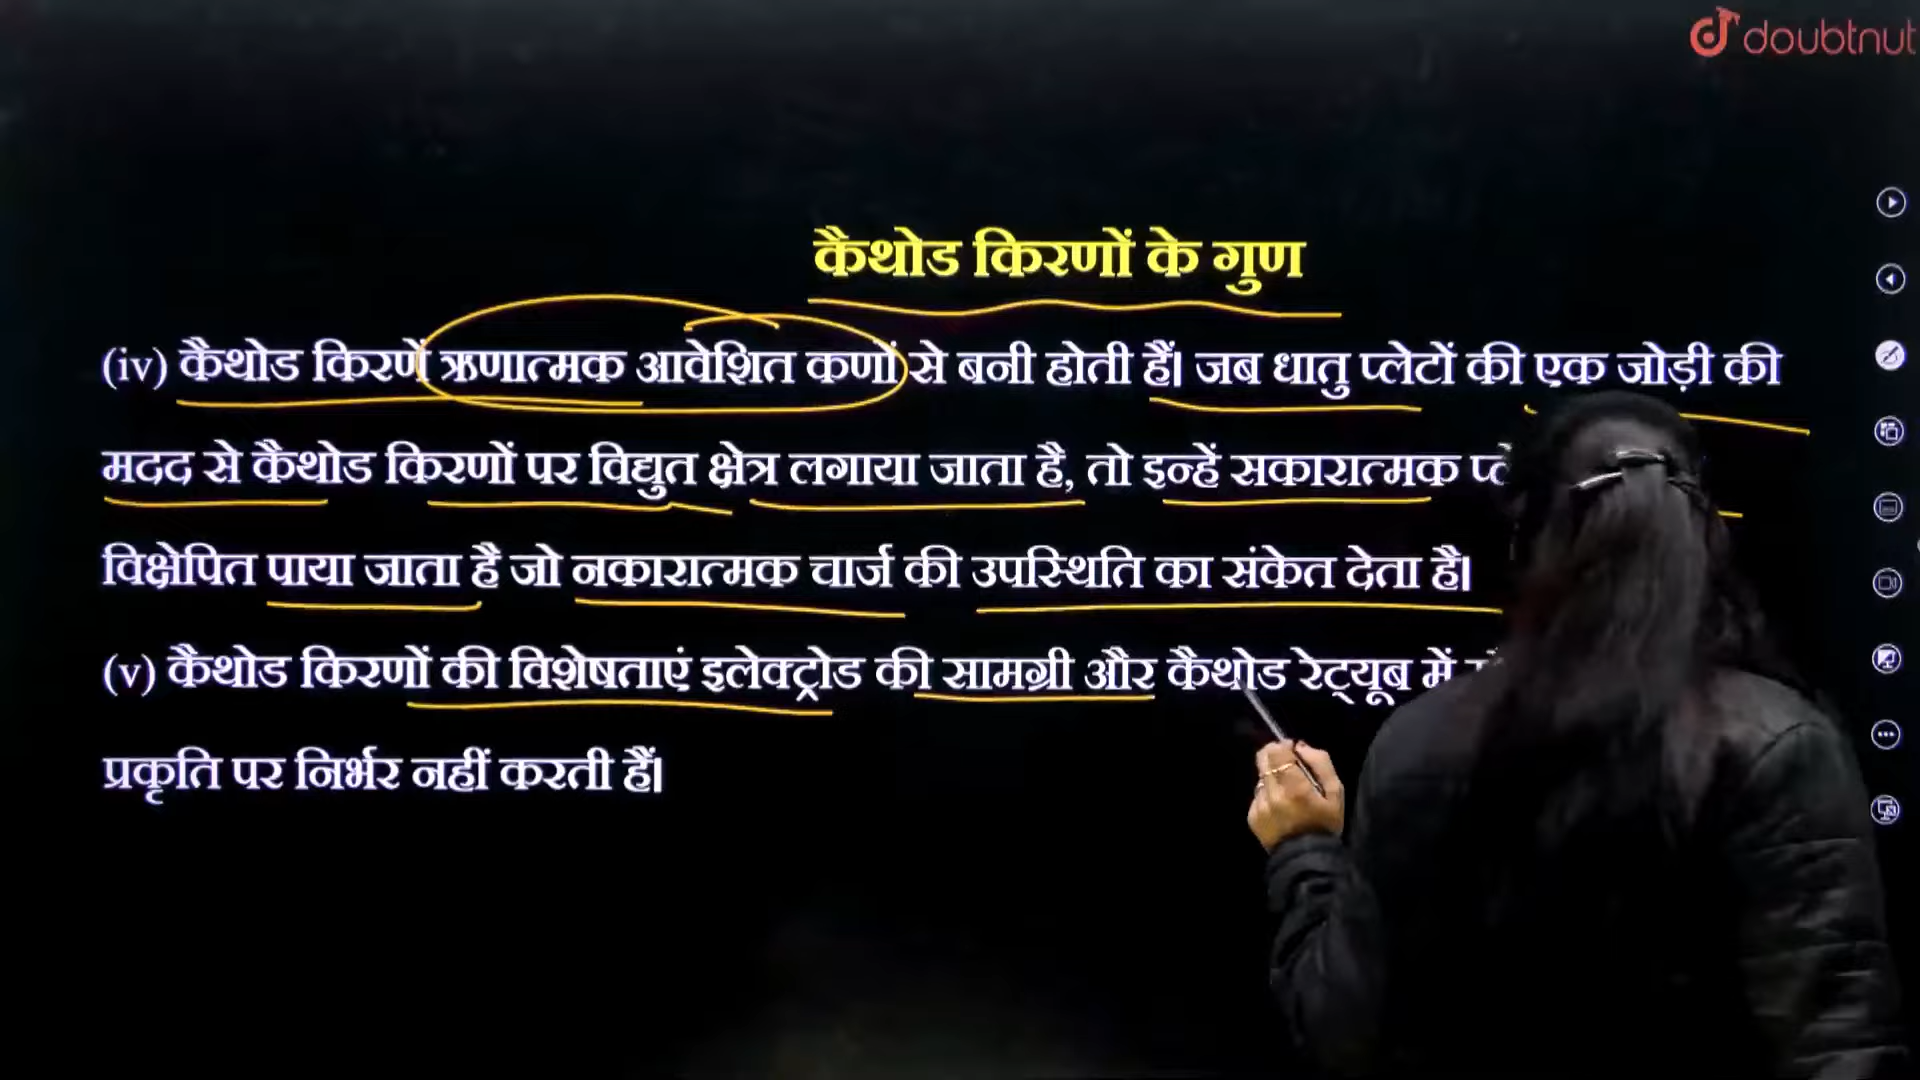 doubtnut
कैथोड किरणों के गुण
(iv) कैथोड किरणें ऋणात्मक आवेशित कणों से बनी होती हैं। जब धातु प्लेटों की एक जोड़ी की
मदद से कैथोड किरणों पर विद्युत क्षेत्र लगाया जाता है, तो इन्हें सकारात्मक
विक्षेपित पाया जाता है जो नकारात्मक चार्ज की उपस्थिति का संकेत देता है।
(v) कैथोड किरणों की विशेषताएं इलेक्ट्रोड की सामग्री और कैथोड रेट्यूब में
प्रकृति पर निर्भर नहीं करती हैं।